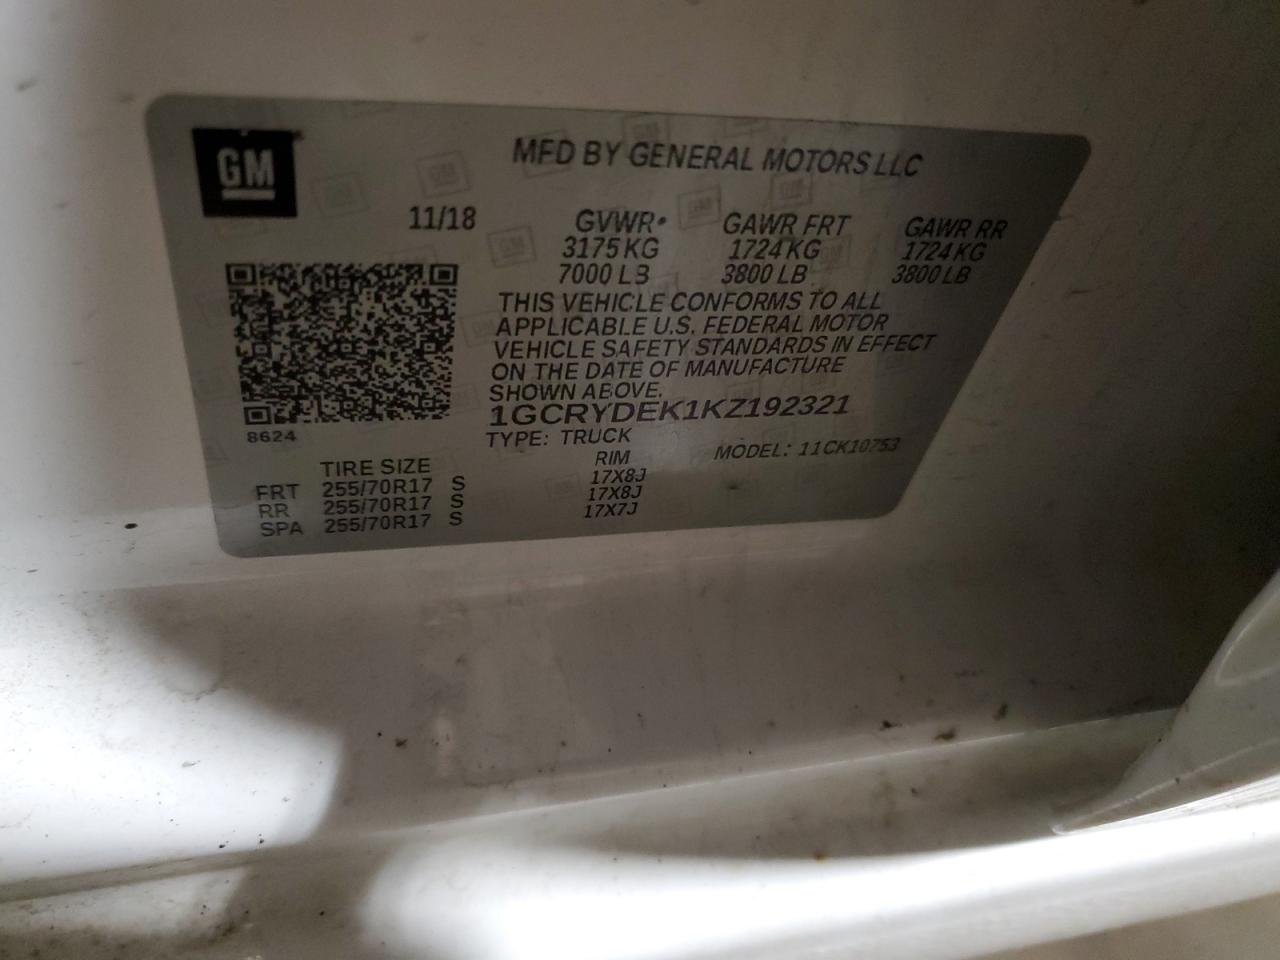 GM
MFD BY GENERAL MOTORS LLC
11/18 GVWR• GAWR FRT GAWR RR
3175 KG 1724 KG 1724 KG
7000 LB 3800 LB 3800 LB
THIS VEHICLE CONFORMS TO ALL
APPLICABLE U.S. FEDERAL MOTOR
VEHICLE SAFETY STANDARDS IN EFFECT
ON THE DATE OF MANUFACTURE
SHOWN ABOVE.
1GCRYDEK1KZ192321
8624
TYPE: TRUCK MODEL: 11CK10753
TIRE SIZE RIM
FRT 255/70R17 S 17X8J
RR 255/70R17 S 17X8J
SPA 255/70R17 S 17X7J